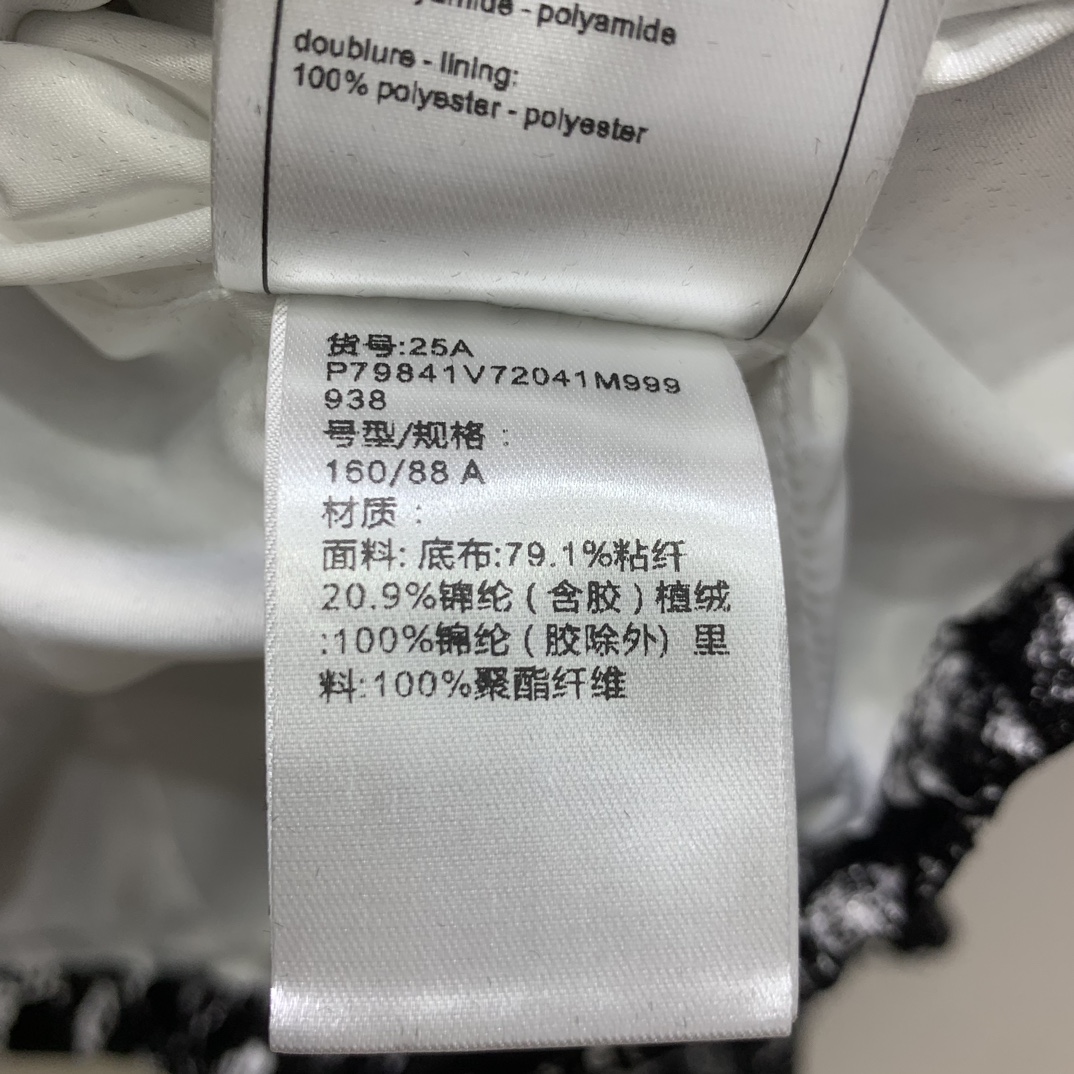 - polyamide
doublure - lining:
100% polyester - polyester
货号:25A
P79841V72041M999
938
号型/规格:
160/88 A
材质:
面料: 底布:79.1%粘纤
20.9%锦纶(含胶)植绒
:100%锦纶(胶除外) 里
料:100%聚酯纤维